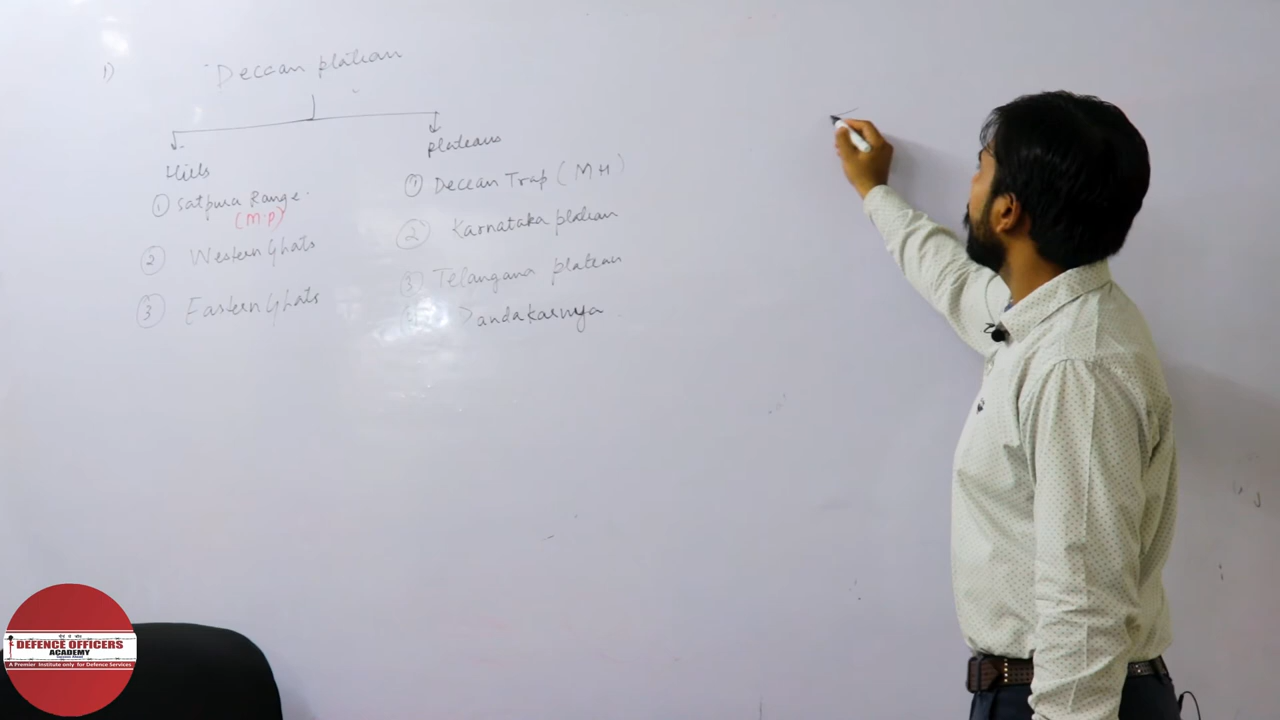 1) Deccan plateau
Hills
① Satpura Range
(M.P)
② Western Ghats
③ Eastern Ghats
plateaus
① Deccan Trap (MH)
② Karnataka plateau
③ Telangana plateau
Dandakarnya
DEFENCE OFFICERS
ACADEMY
A Premier Institute only for Defence Services